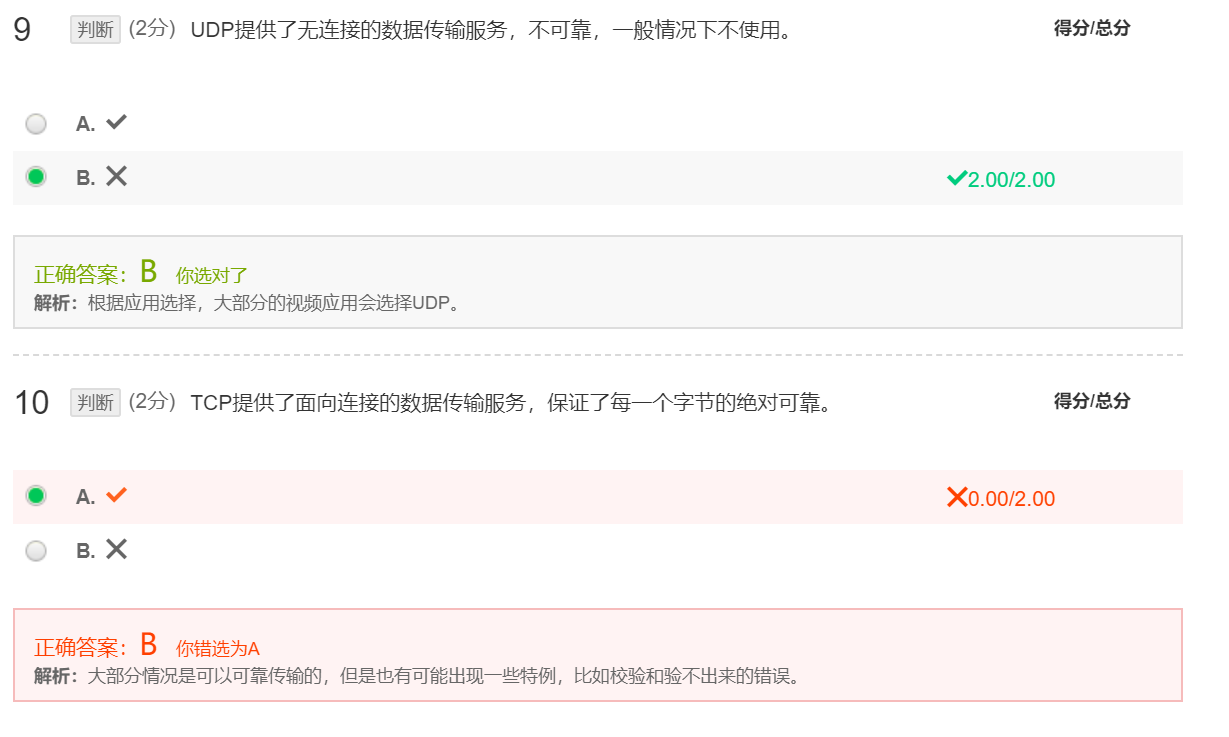 9 判断 (2分) UDP提供了无连接的数据传输服务，不可靠，一般情况下不使用。 得分/总分
A. ✔
B. ✕ ✔2.00/2.00
正确答案：B 你选对了
解析：根据应用选择，大部分的视频应用会选择UDP。
10 判断 (2分) TCP提供了面向连接的数据传输服务，保证了每一个字节的绝对可靠。 得分/总分
A. ✔ ✕0.00/2.00
B. ✕
正确答案：B 你错选为A
解析：大部分情况是可以可靠传输的，但是也有可能出现一些特例，比如校验和验不出来的错误。